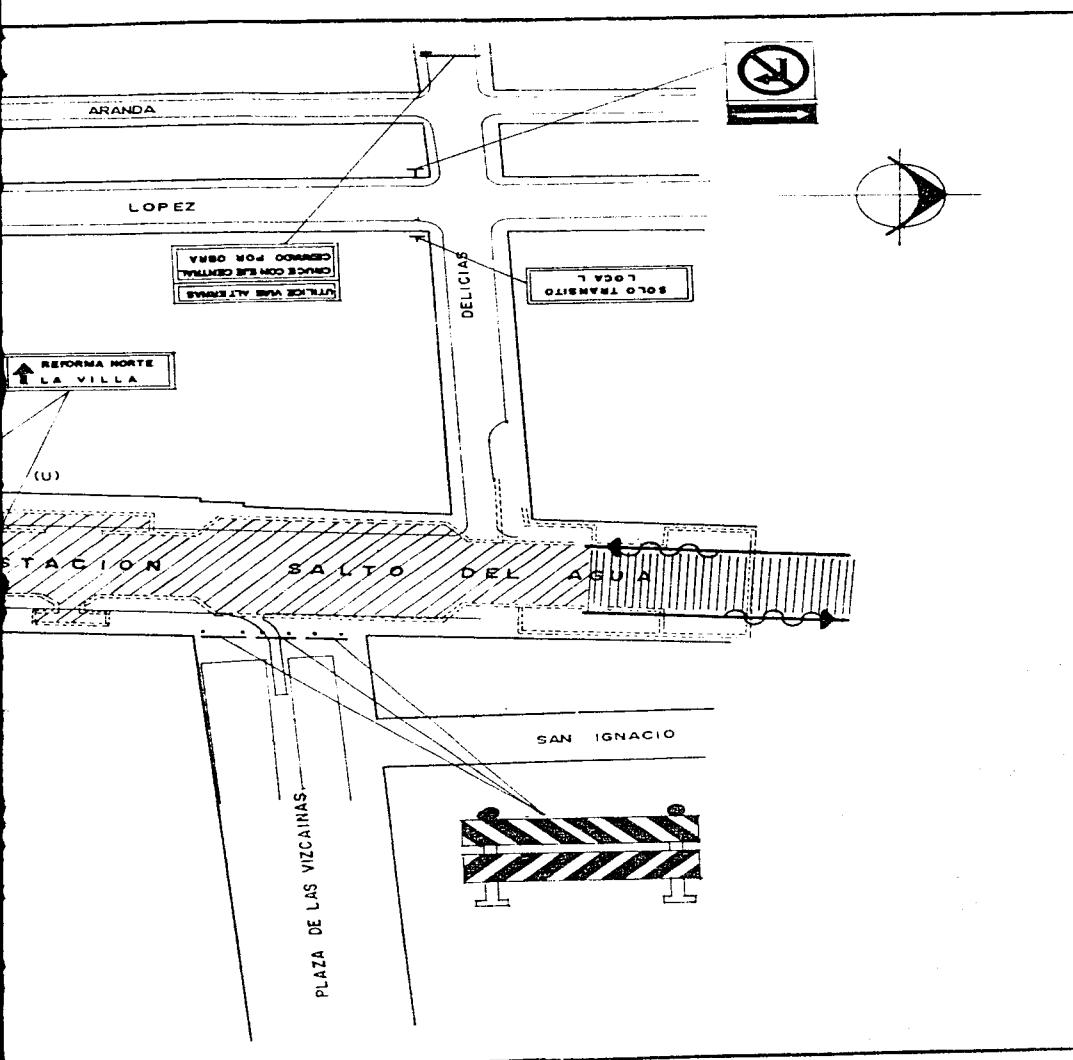 ARANDA
LOPEZ
CRUCE CON EJE CENTRAL
CERRADO POR OBRA
UTILICE VIAS ALTERNAS
DELICIAS
SOLO TRANSITO
LOCAL
REFORMA NORTE
LA VILLA
(U)
STACION SALTO DEL AGUA
SAN IGNACIO
PLAZA DE LAS VIZCAINAS